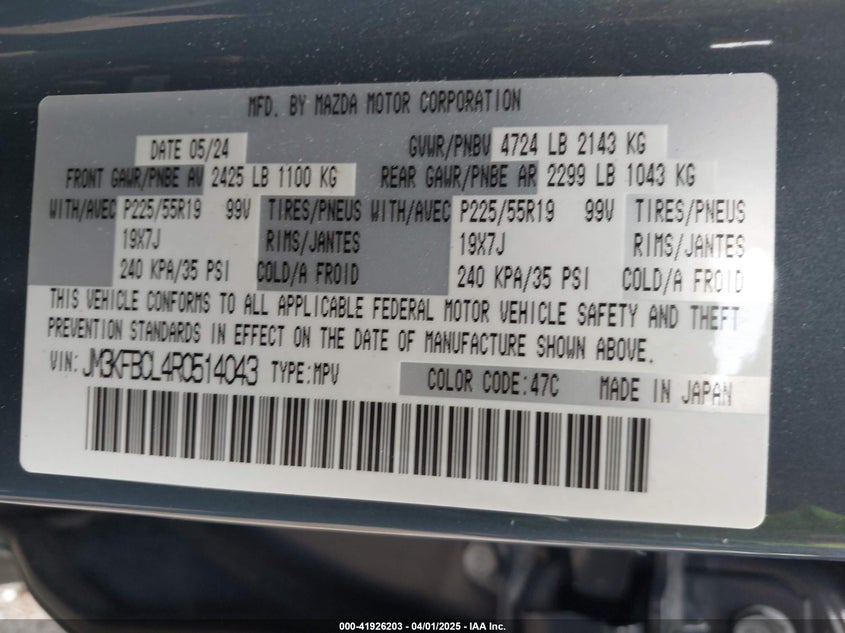 MFD. BY MAZDA MOTOR CORPORATION
DATE 05/24 GVWR/PNBV 4724 LB 2143 KG
FRONT GAWR/PNBE AV 2425 LB 1100 KG REAR GAWR/PNBE AR 2299 LB 1043 KG
WITH/AVEC P225/55R19 99V TIRES/PNEUS WITH/AVEC P225/55R19 99V TIRES/PNEUS
19X7J RIMS/JANTES 19X7J RIMS/JANTES
240 KPA/35 PSI COLD/A FROID 240 KPA/35 PSI COLD/A FROID
THIS VEHICLE CONFORMS TO ALL APPLICABLE FEDERAL MOTOR VEHICLE SAFETY AND THEFT
PREVENTION STANDARDS IN EFFECT ON THE DATE OF MANUFACTURE SHOWN ABOVE.
VIN: JM3KFBCL4R0514043 TYPE:MPV COLOR CODE:47C MADE IN JAPAN
000-41926203 - 04/01/2025 - IAA Inc.